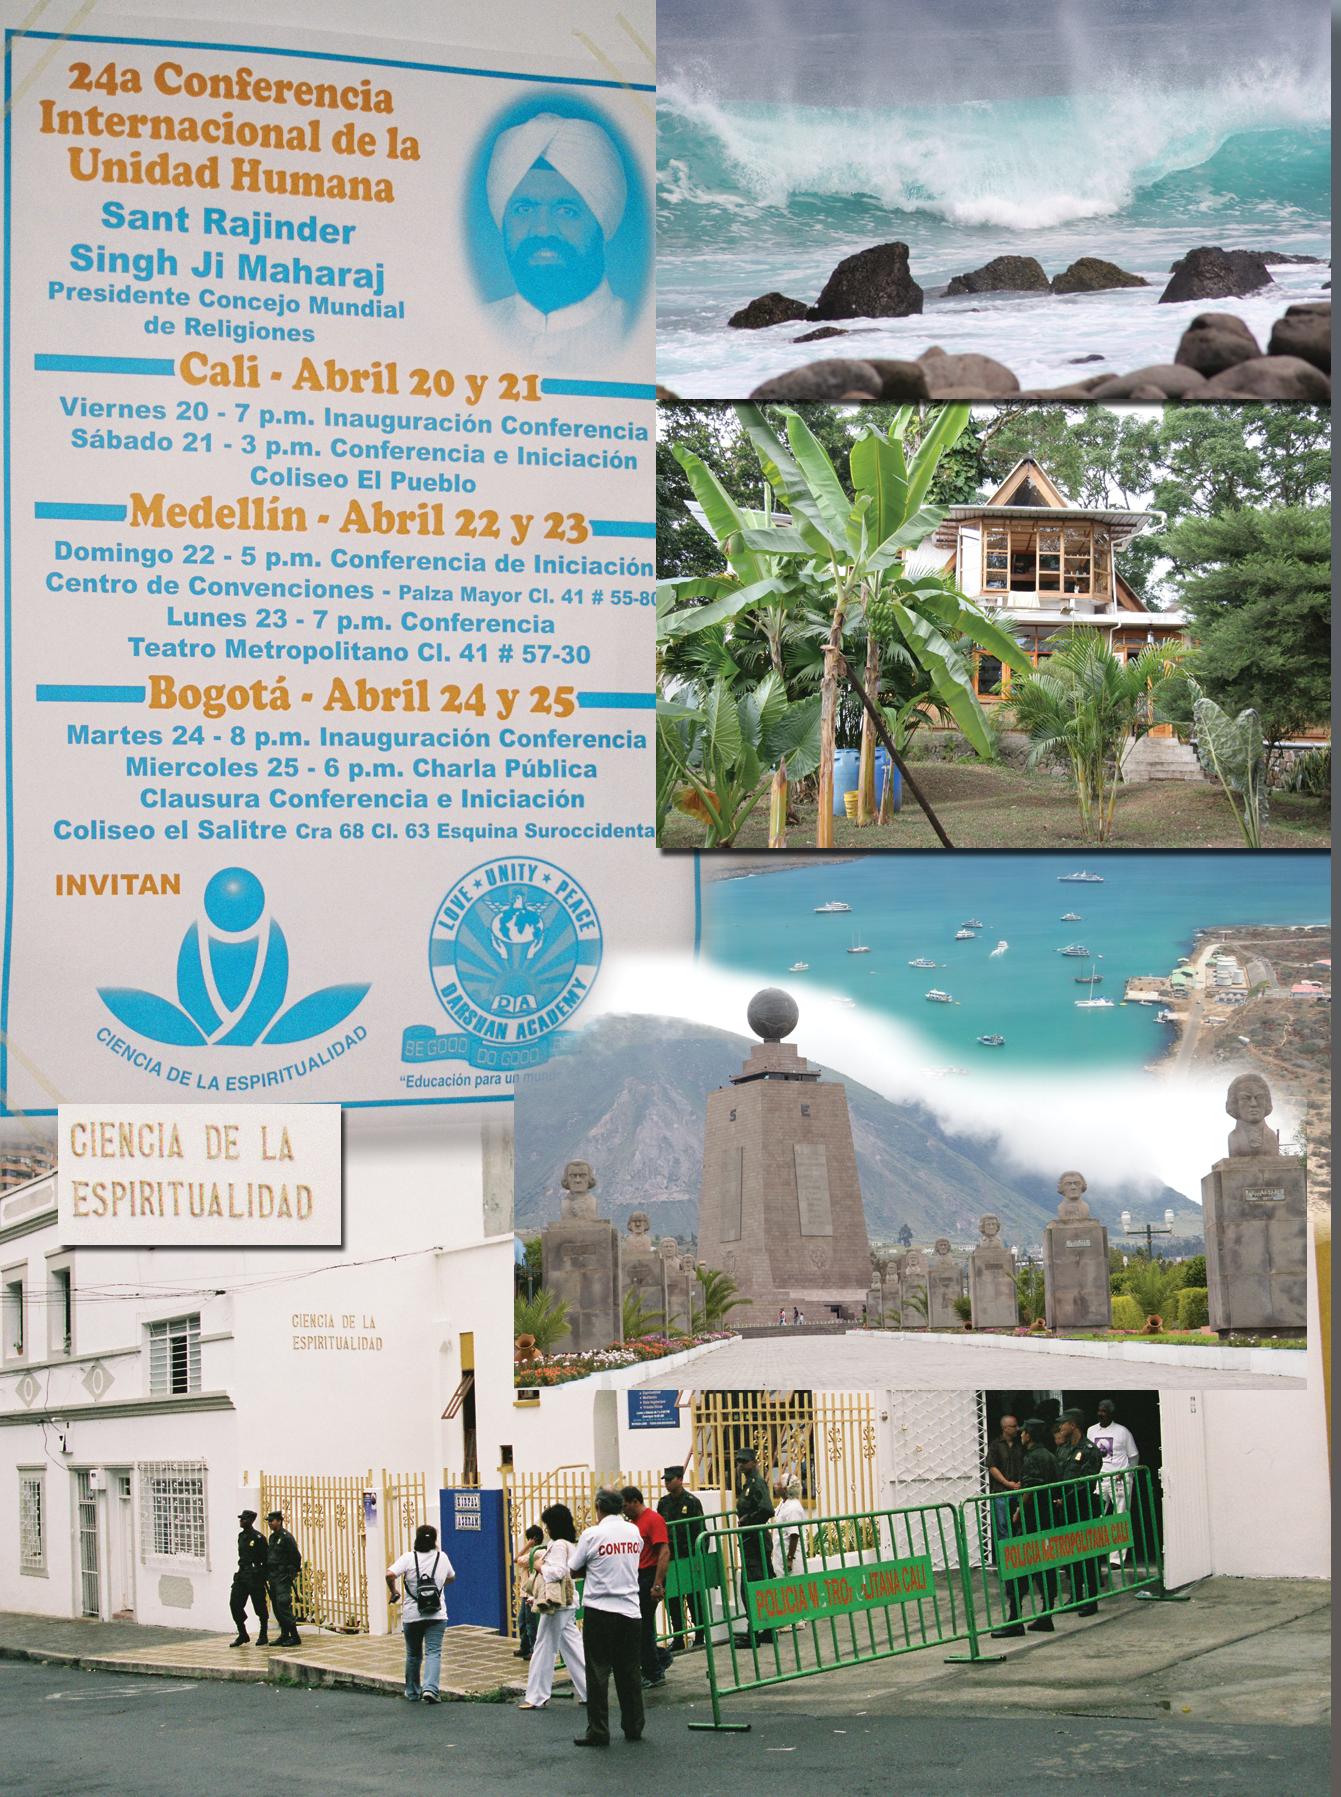 24a Conferencia
Internacional de la
Unidad Humana
Sant Rajinder
Singh Ji Maharaj
Presidente Concejo Mundial
de Religiones
Cali - Abril 20 y 21
Viernes 20 - 7 p.m. Inauguración Conferencia
Sábado 21 - 3 p.m. Conferencia e Iniciación
Coliseo El Pueblo
Medellín - Abril 22 y 23
Domingo 22 - 5 p.m. Conferencia de Iniciación
Centro de Convenciones - Palza Mayor Cl. 41 # 55-80
Lunes 23 - 7 p.m. Conferencia
Teatro Metropolitano Cl. 41 # 57-30
Bogotá - Abril 24 y 25
Martes 24 - 8 p.m. Inauguración Conferencia
Miercoles 25 - 6 p.m. Charla Pública
Clausura Conferencia e Iniciación
Coliseo el Salitre Cra 68 Cl. 63 Esquina Suroccidenta
INVITAN
CIENCIA DE LA ESPIRITUALIDAD
LOVE ★ UNITY ★ PEACE
DA
DARSHAN ACADEMY
BE GOOD DO GOOD BE
"Educación para un
CIENCIA DE LA
ESPIRITUALIDAD
S E
CIENCIA DE LA
ESPIRITUALIDAD
KIRPAL
ASHRAM
CONTROL
POLICIA METROPOLITANA CALI
POLICIA METROPOLITANA CALI